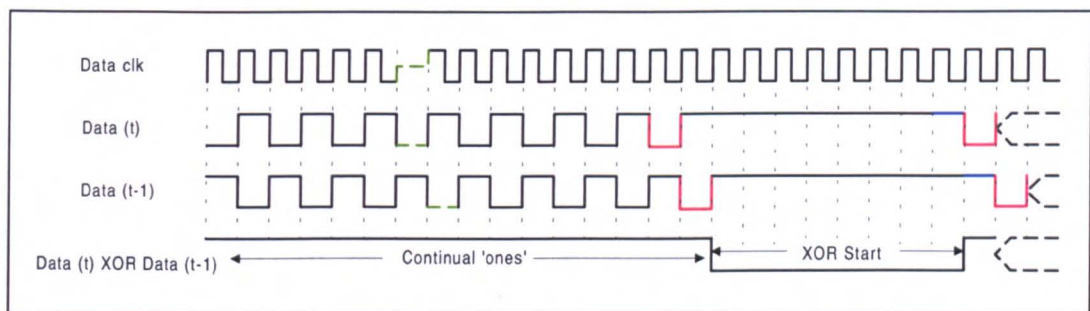 Data clk
Data (t)
Data (t-1)
Data (t) XOR Data (t-1)
Continual 'ones'
XOR Start